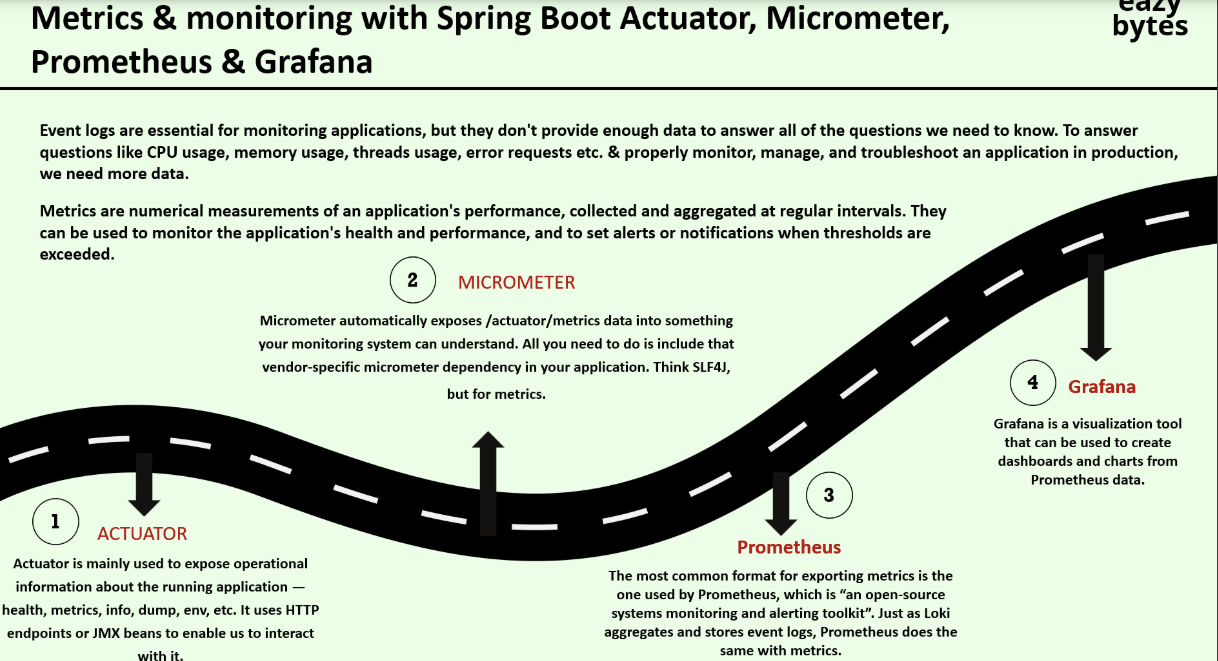 Metrics & monitoring with Spring Boot Actuator, Micrometer,
Prometheus & Grafana
eazy
bytes
Event logs are essential for monitoring applications, but they don't provide enough data to answer all of the questions we need to know. To answer
questions like CPU usage, memory usage, threads usage, error requests etc. & properly monitor, manage, and troubleshoot an application in production,
we need more data.
Metrics are numerical measurements of an application's performance, collected and aggregated at regular intervals. They
can be used to monitor the application's health and performance, and to set alerts or notifications when thresholds are
exceeded.
1
ACTUATOR
Actuator is mainly used to expose operational
information about the running application —
health, metrics, info, dump, env, etc. It uses HTTP
endpoints or JMX beans to enable us to interact
with it.
2
MICROMETER
Micrometer automatically exposes /actuator/metrics data into something
your monitoring system can understand. All you need to do is include that
vendor-specific micrometer dependency in your application. Think SLF4J,
but for metrics.
3
Prometheus
The most common format for exporting metrics is the
one used by Prometheus, which is “an open-source
systems monitoring and alerting toolkit”. Just as Loki
aggregates and stores event logs, Prometheus does the
same with metrics.
4
Grafana
Grafana is a visualization tool
that can be used to create
dashboards and charts from
Prometheus data.